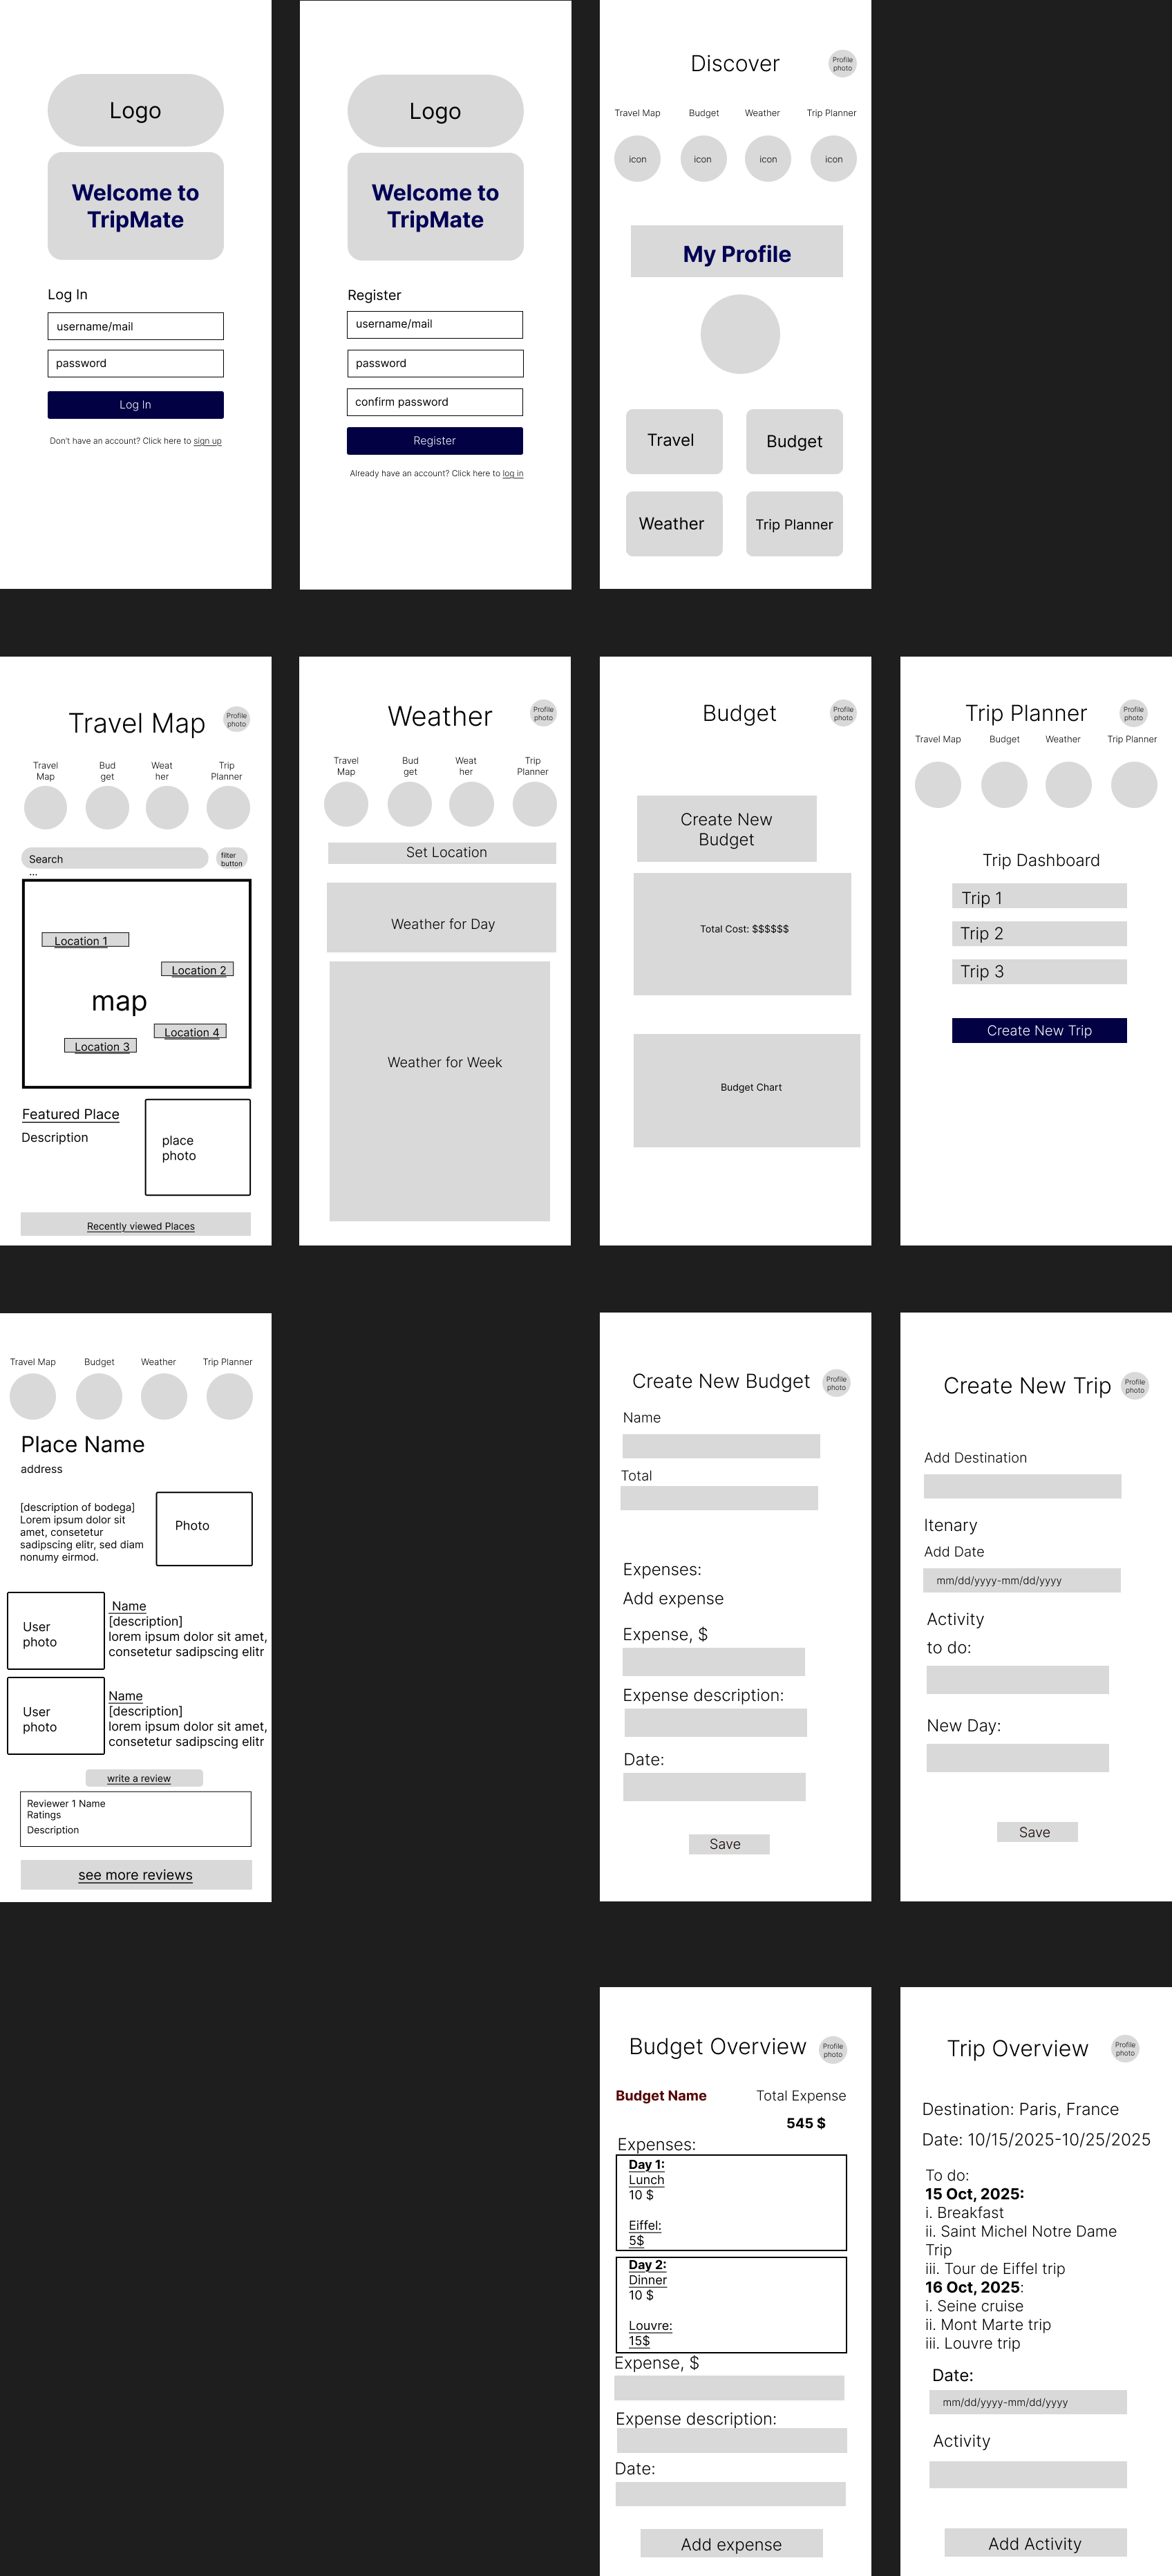 Logo
Welcome to
TripMate
Log In
username/mail
password
Log In
Don't have an account? Click here to sign up
Logo
Welcome to
TripMate
Register
username/mail
password
confirm password
Register
Already have an account? Click here to log in
Discover
Profile
photo
Travel Map
Budget
Weather
Trip Planner
icon
icon
icon
icon
My Profile
Travel
Budget
Weather
Trip Planner
Travel Map
Profile
photo
Travel
Map
Bud
get
Weat
her
Trip
Planner
Search
...
filter
button
Location 1
Location 2
map
Location 4
Location 3
Featured Place
Description
place
photo
Recently viewed Places
Weather
Profile
photo
Travel
Map
Bud
get
Weat
her
Trip
Planner
Set Location
Weather for Day
Weather for Week
Budget
Profile
photo
Create New
Budget
Total Cost: $$$$$$
Budget Chart
Trip Planner
Profile
photo
Travel Map
Budget
Weather
Trip Planner
Trip Dashboard
Trip 1
Trip 2
Trip 3
Create New Trip
Travel Map
Budget
Weather
Trip Planner
Place Name
address
[description of bodega]
Lorem ipsum dolor sit
amet, consetetur
sadipscing elitr, sed diam
nonumy eirmod.
Photo
User
photo
Name
[description]
lorem ipsum dolor sit amet,
consetetur sadipscing elitr
User
photo
Name
[description]
lorem ipsum dolor sit amet,
consetetur sadipscing elitr
write a review
Reviewer 1 Name
Ratings
Description
see more reviews
Create New Budget
Profile
photo
Name
Total
Expenses:
Add expense
Expense, $
Expense description:
Date:
Save
Create New Trip
Profile
photo
Add Destination
Itenary
Add Date
mm/dd/yyyy-mm/dd/yyyy
Activity
to do:
New Day:
Save
Budget Overview
Profile
photo
Budget Name
Total Expense
545 $
Expenses:
Day 1:
Lunch
10 $
Eiffel:
5$
Day 2:
Dinner
10 $
Louvre:
15$
Expense, $
Expense description:
Date:
Add expense
Trip Overview
Profile
photo
Destination: Paris, France
Date: 10/15/2025-10/25/2025
To do:
15 Oct, 2025:
i. Breakfast
ii. Saint Michel Notre Dame
Trip
iii. Tour de Eiffel trip
16 Oct, 2025:
i. Seine cruise
ii. Mont Marte trip
iii. Louvre trip
Date:
mm/dd/yyyy-mm/dd/yyyy
Activity
Add Activity